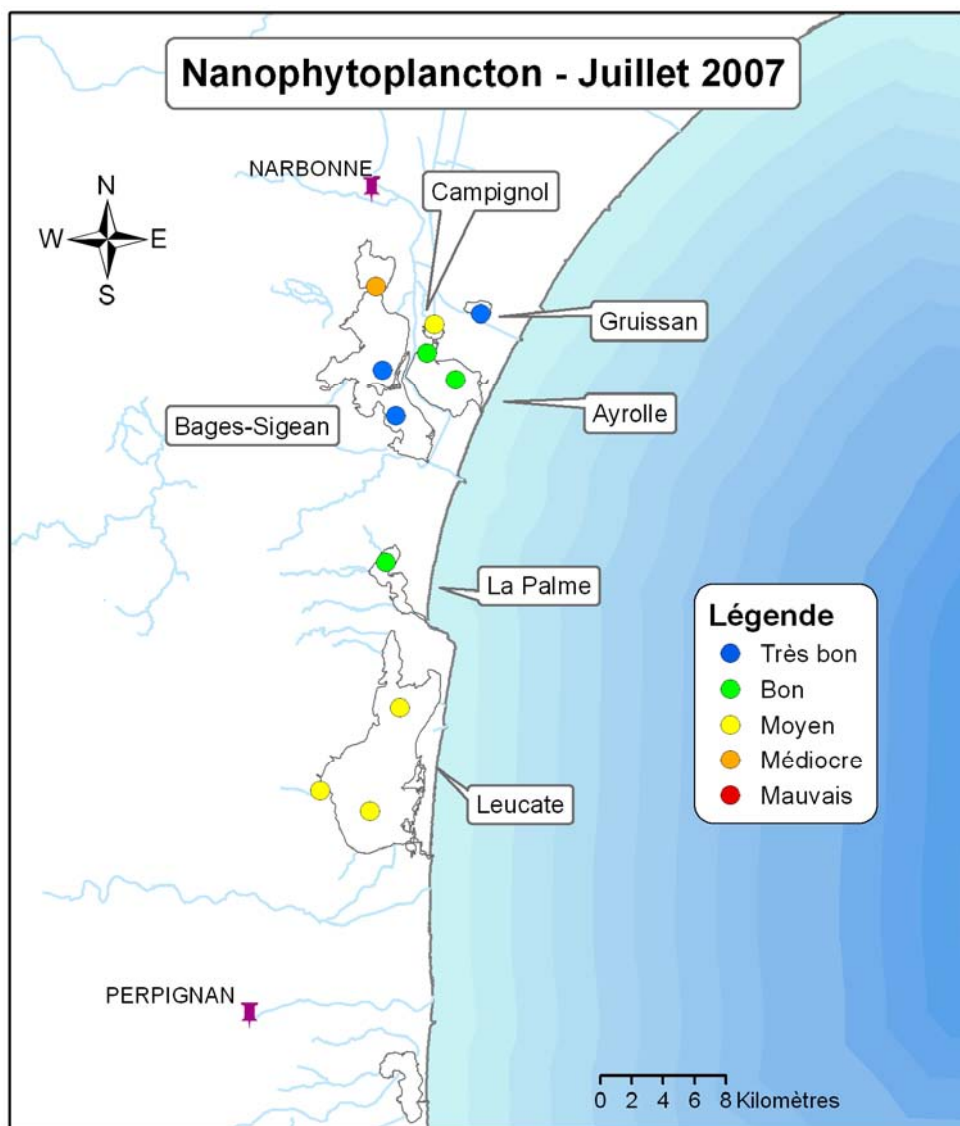 Nanophytoplancton - Juillet 2007
NARBONNE
Campignol
N
W
E
S
Gruissan
Ayrolle
Bages-Sigean
La Palme
Légende
Très bon
Bon
Moyen
Médiocre
Mauvais
Leucate
PERPIGNAN
0 2 4 6 8 Kilomètres